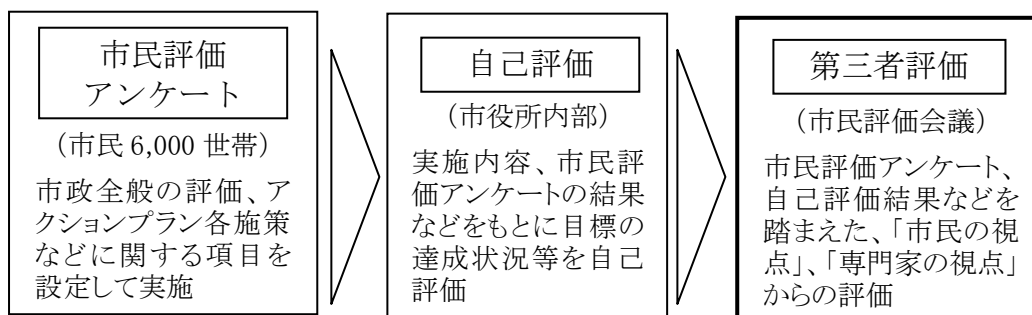 市民評価
アンケート
（市民 6,000 世帯）
市政全般の評価、ア
クションプラン各施策
などに関する項目を
設定して実施
自己評価
（市役所内部）
実施内容、市民評
価アンケートの結果
などをもとに目標の
達成状況等を自己
評価
第三者評価
（市民評価会議）
市民評価アンケート、
自己評価結果などを
踏まえた、「市民の視
点」、「専門家の視点」
からの評価